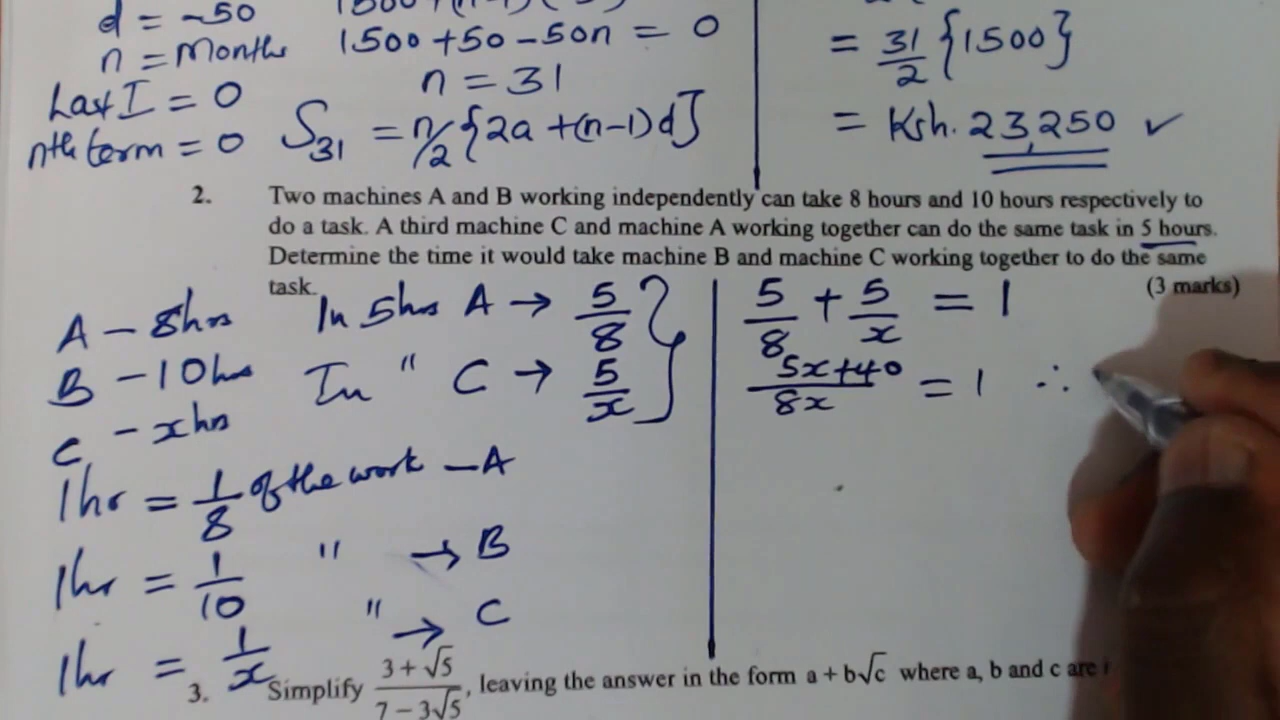 d = -50
n = Months
Last I = 0
nth term = 0
1500 + 50 - 50n = 0
n = 31
S31 = n/2 {2a + (n-1)d}
= 31/2 {1500}
= Ksh. 23,250 ✓
2. Two machines A and B working independently can take 8 hours and 10 hours respectively to
do a task. A third machine C and machine A working together can do the same task in 5 hours.
Determine the time it would take machine B and machine C working together to do the same
task. (3 marks)
A - 8hrs
B - 10hrs
C - x hrs
1hr = 1/8 of the work - A
1hr = 1/10 " → B
1hr = 1/x " → C
In 5hrs A → 5/8
In " C → 5/x
5/8 + 5/x = 1
5x+40/8x = 1 ∴
3. Simplify (3 + √5)/(7 - 3√5), leaving the answer in the form a + b√c where a, b and c are